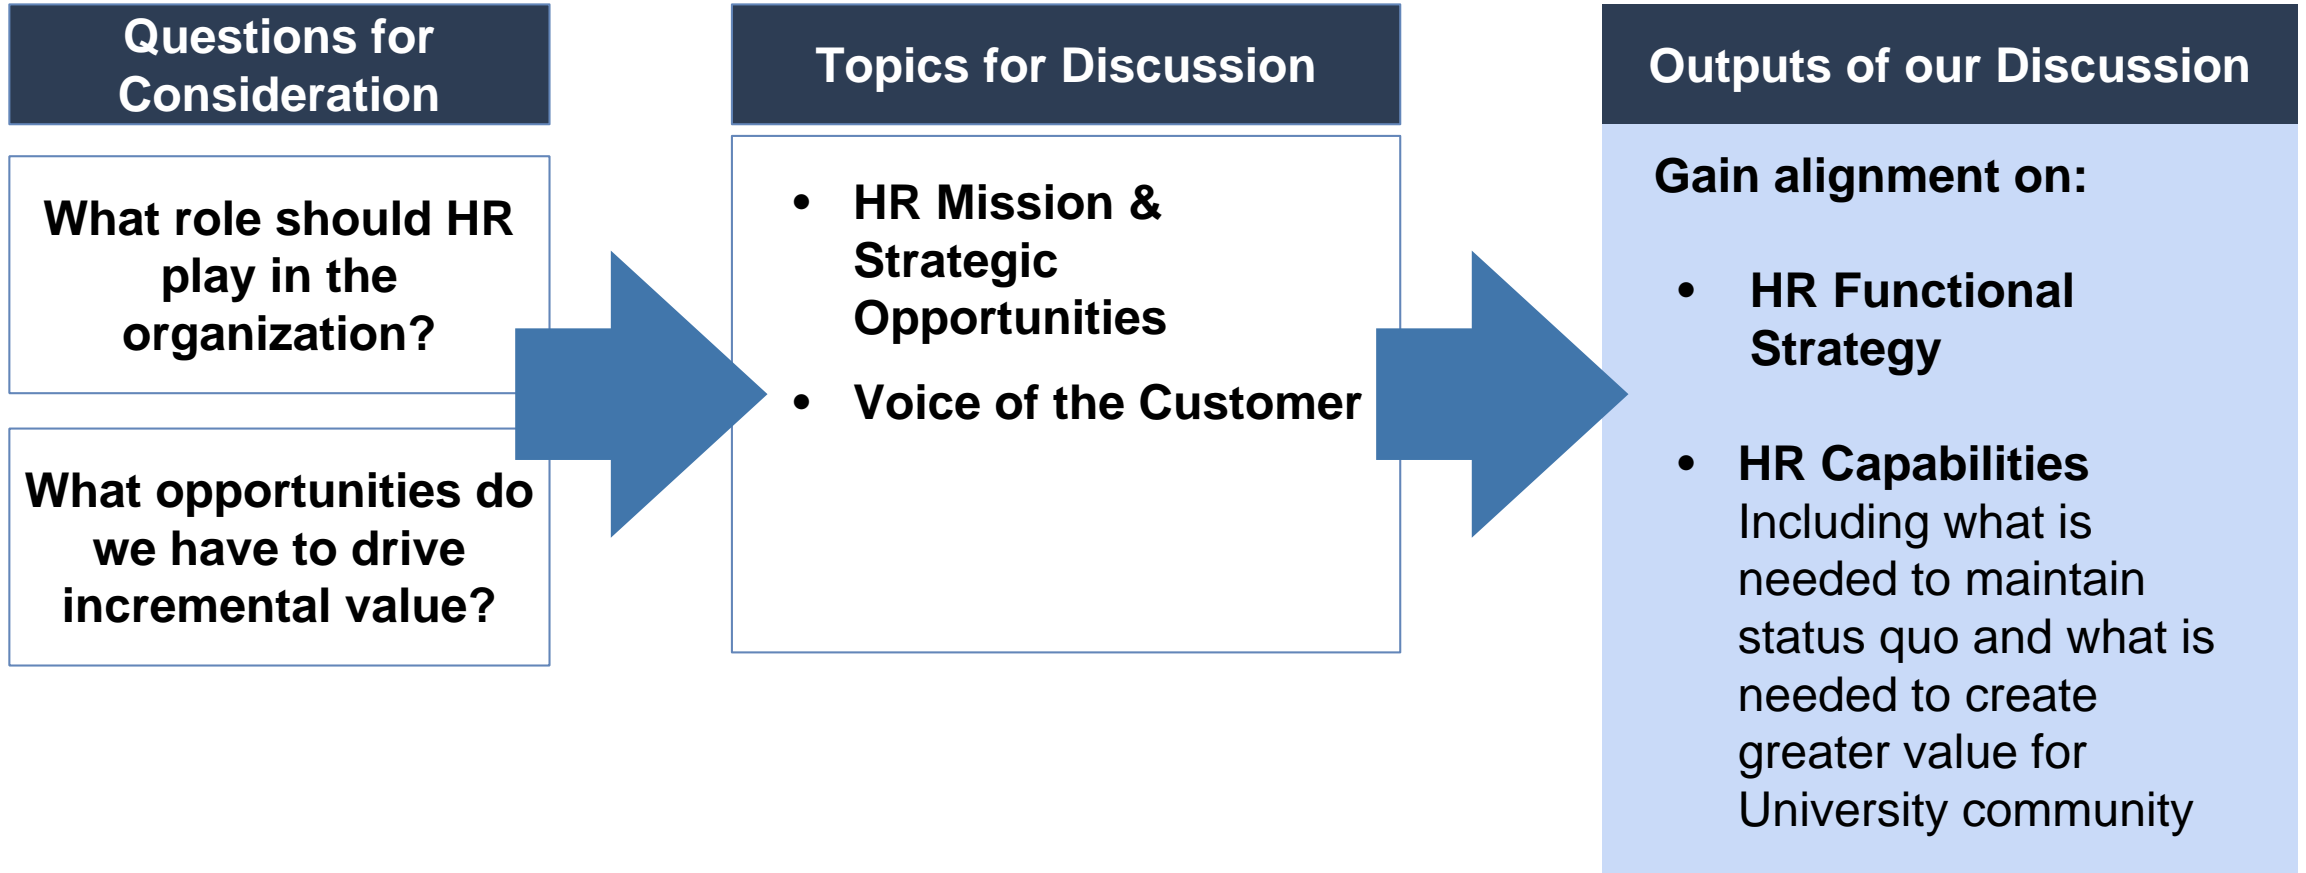 Questions for
Consideration
What role should HR
play in the
organization?
What opportunities do
we have to drive
incremental value?
Topics for Discussion
• HR Mission &
Strategic
Opportunities
• Voice of the Customer
Outputs of our Discussion
Gain alignment on:
• HR Functional
Strategy
• HR Capabilities
Including what is
needed to maintain
status quo and what is
needed to create
greater value for
University community